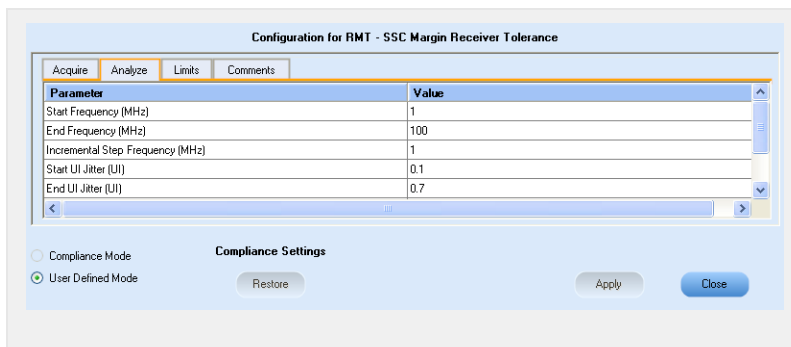 Configuration for RMT - SSC Margin Receiver Tolerance
Acquire Analyze Limits Comments
Parameter Value
Start Frequency (MHz) 1
End Frequency (MHz) 100
Incremental Step Frequency (MHz) 1
Start UI Jitter (UI) 0.1
End UI Jitter (UI) 0.7
Compliance Mode Compliance Settings
User Defined Mode Restore Apply Close